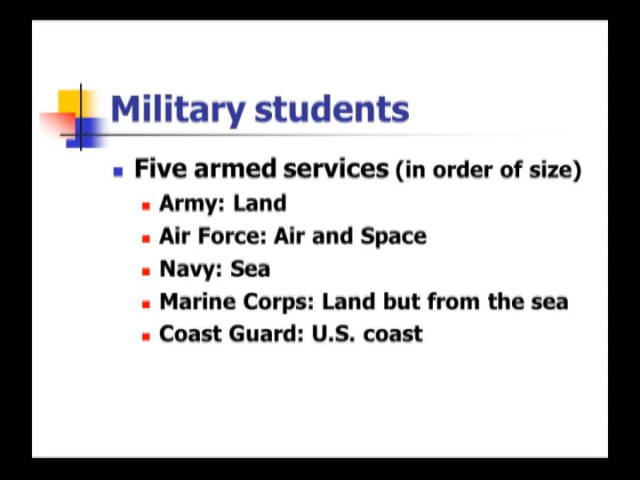 Military students
Five armed services (in order of size)
Army: Land
Air Force: Air and Space
Navy: Sea
Marine Corps: Land but from the sea
Coast Guard: U.S. coast